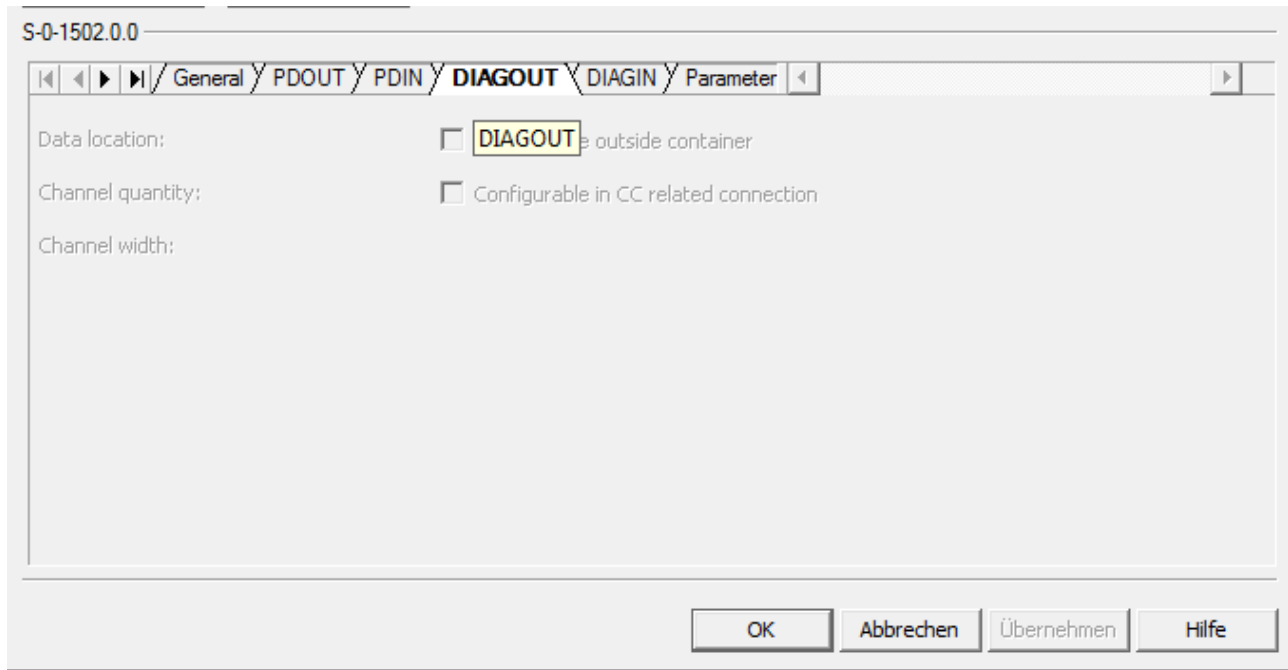 S-0-1502.0.0
General PDOUT PDIN DIAGOUT DIAGIN Parameter
Data location: DIAGOUT outside container
Channel quantity: Configurable in CC related connection
Channel width:
OK Abbrechen Übernehmen Hilfe